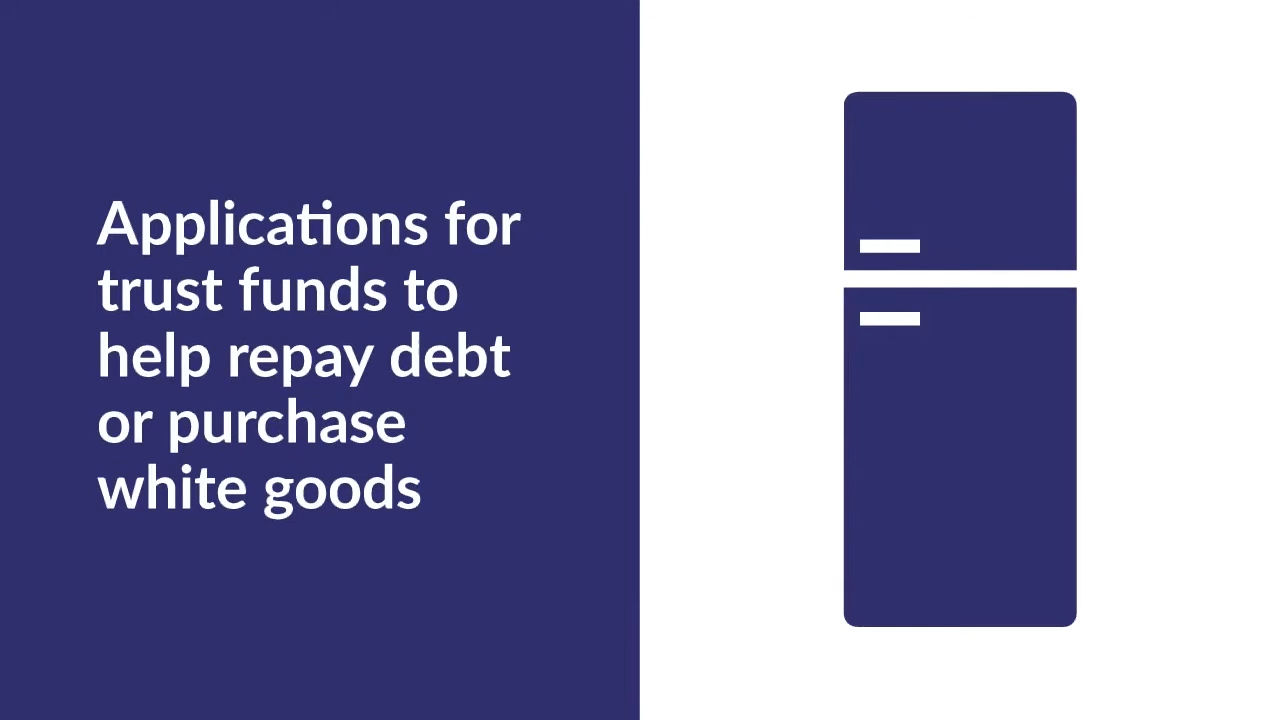 Applications for
trust funds to
help repay debt
or purchase
white goods